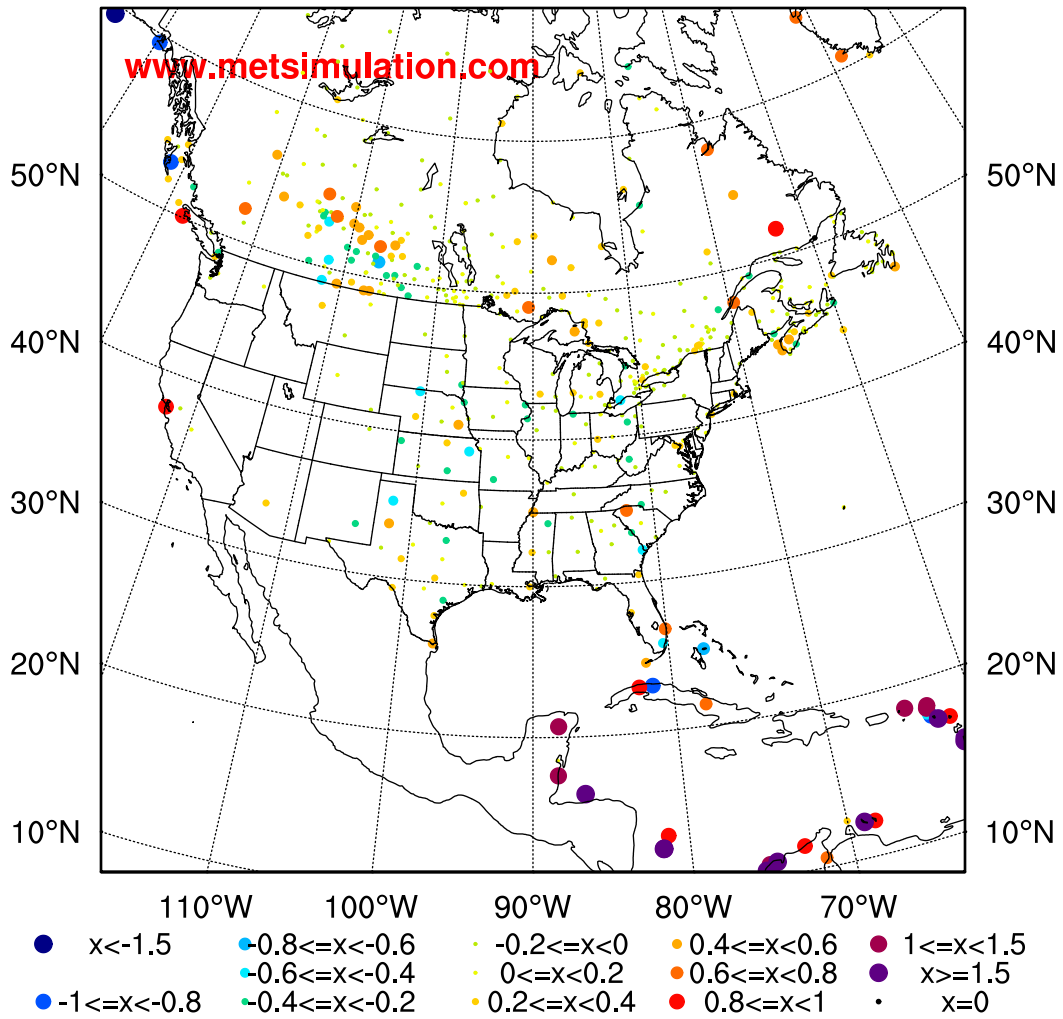 www.metsimulation.com
50°N 50°N
40°N 40°N
30°N 30°N
20°N 20°N
10°N 10°N
110°W 100°W 90°W 80°W 70°W
x<-1.5 -0.8<=x<-0.6 -0.2<=x<0 0.4<=x<0.6 1<=x<1.5
-0.6<=x<-0.4 0<=x<0.2 0.6<=x<0.8 x>=1.5
-1<=x<-0.8 -0.4<=x<-0.2 0.2<=x<0.4 0.8<=x<1 x=0